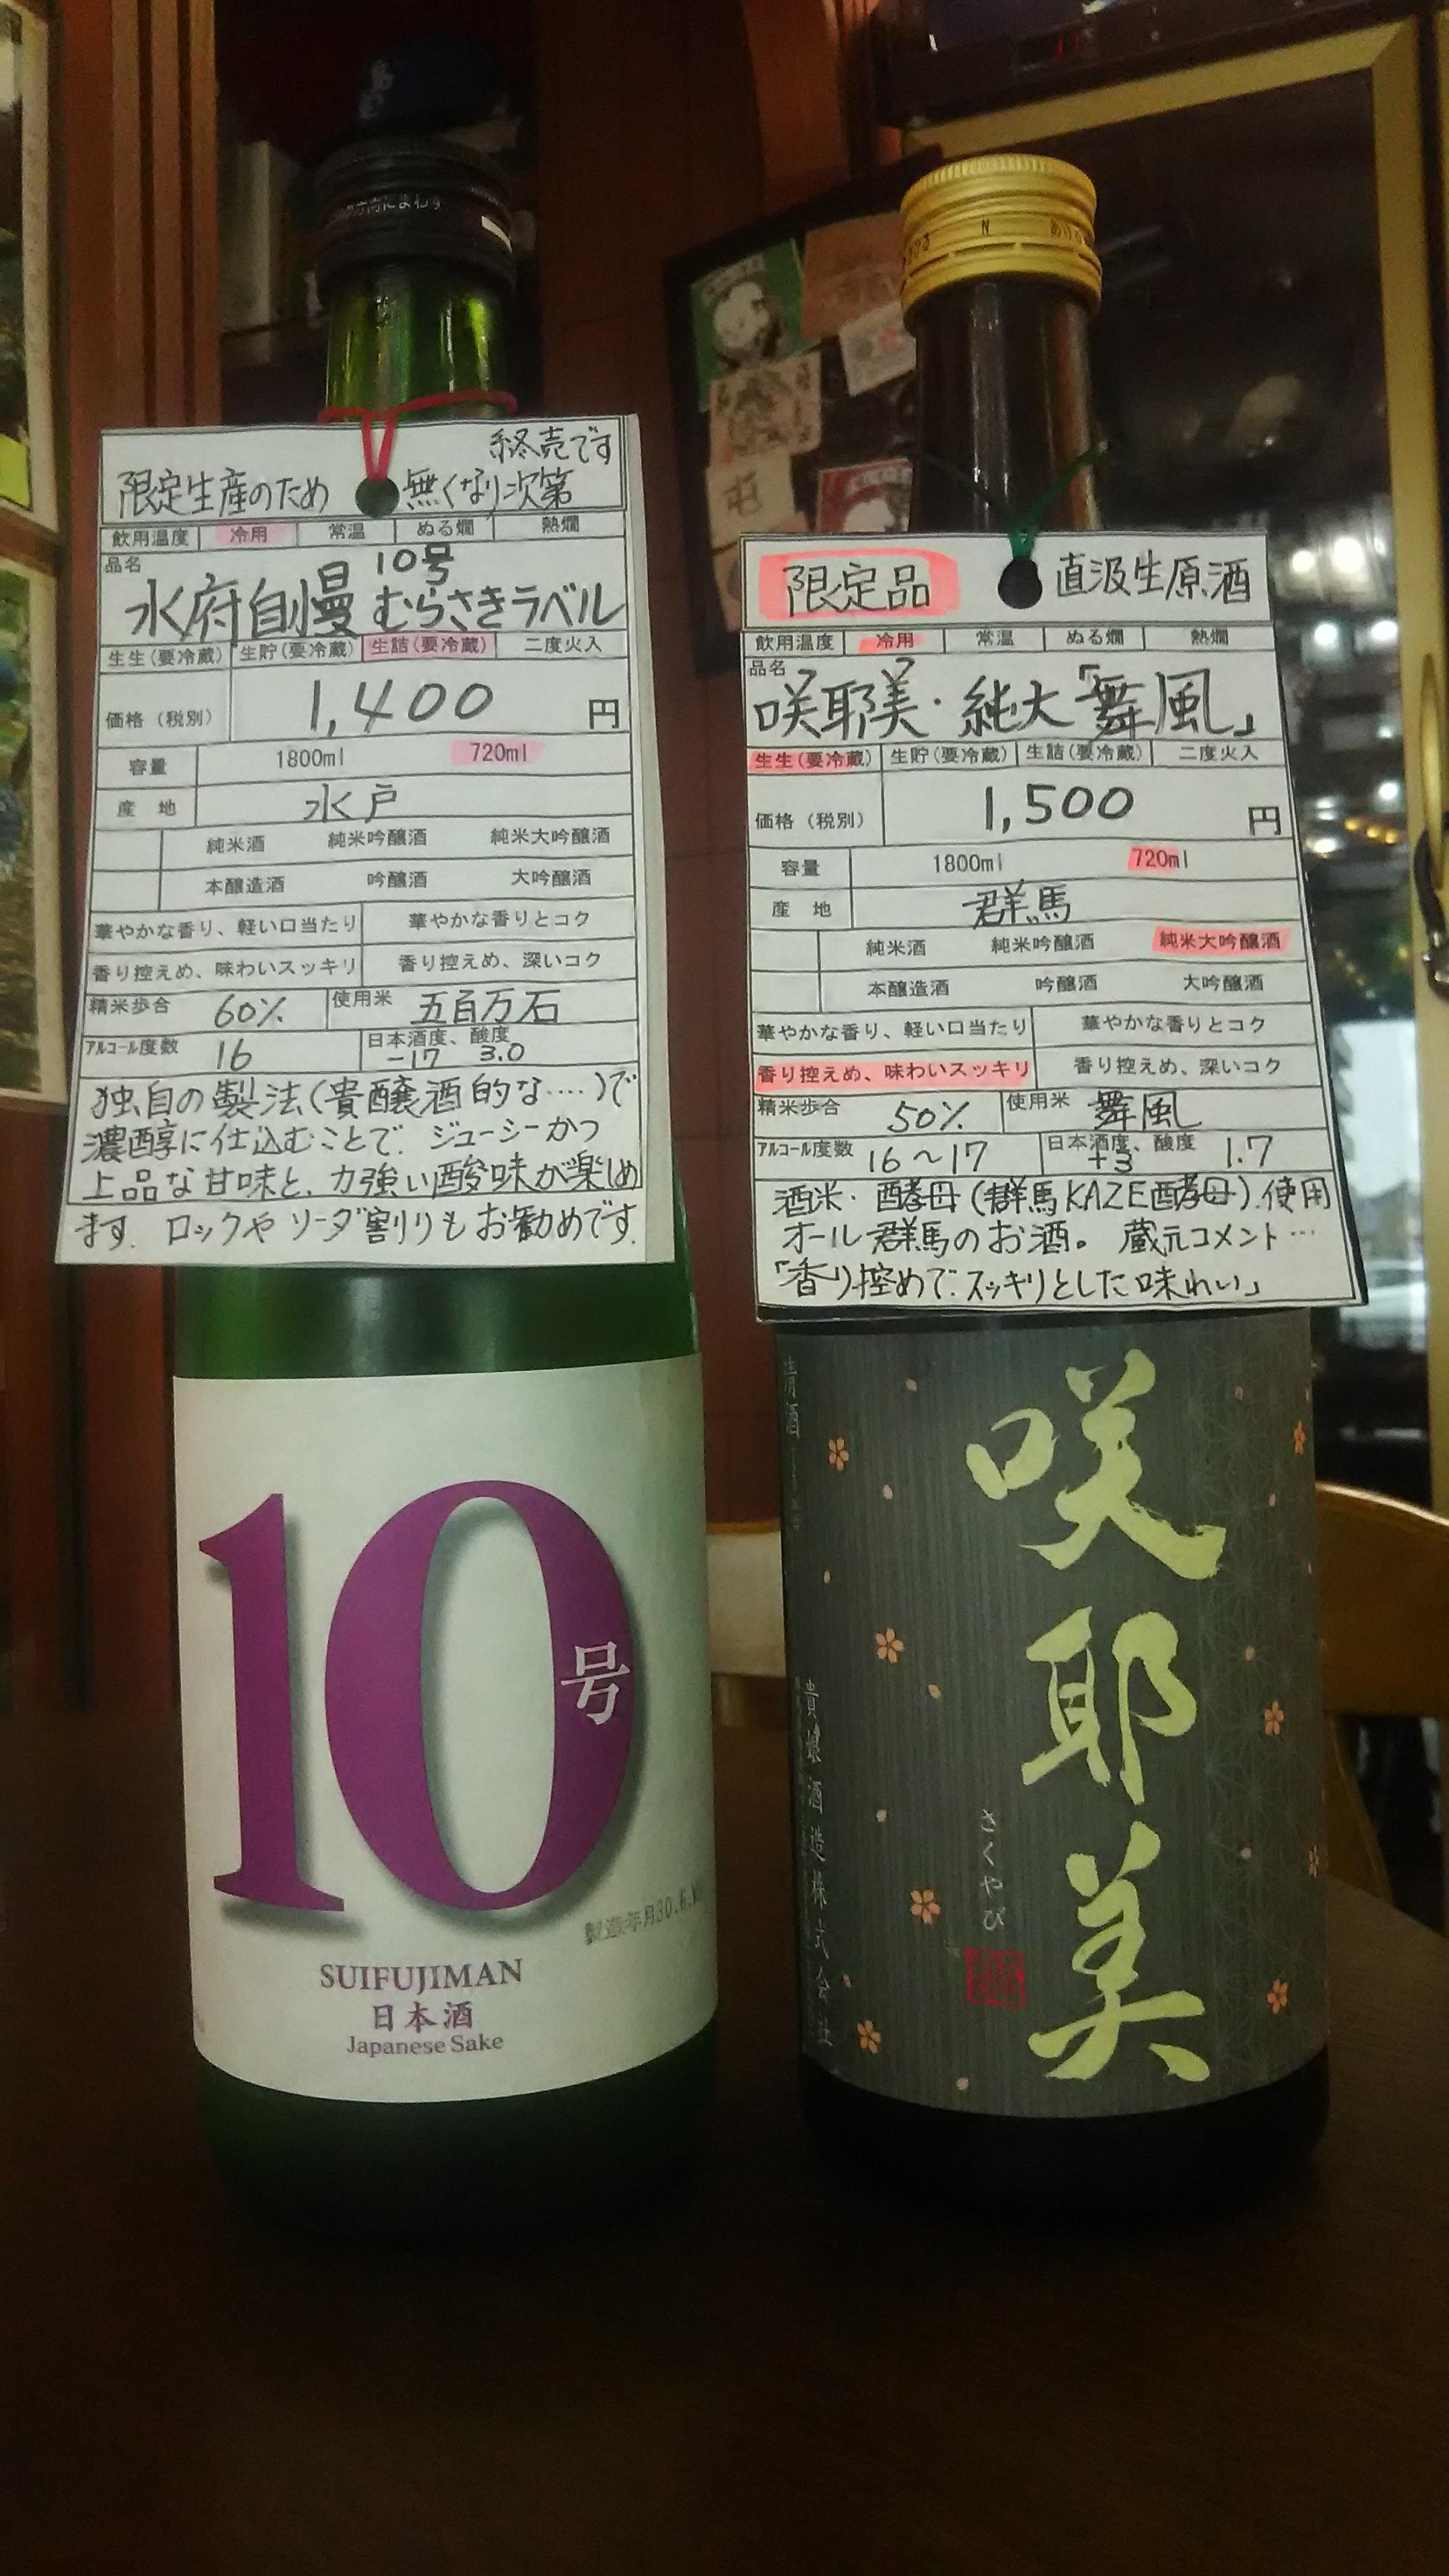 方向にまわす
終売です
限定生産のため 無くなり次第
飲用温度 冷用 常温 ぬる燗 熱燗
品名
10号
水府自慢 むらさきラベル
生生(要冷蔵) 生貯(要冷蔵) 生詰(要冷蔵) 二度火入
価格(税別) 1,400 円
容量 1800ml 720ml
産 地 水戸
純米酒 純米吟醸酒 純米大吟醸酒
本醸造酒 吟醸酒 大吟醸酒
華やかな香り、軽い口当たり 華やかな香りとコク
香り控えめ、味わいスッキリ 香り控えめ、深いコク
精米歩合 60% 使用米 五百万石
アルコール度数 16 日本酒度、酸度 -17 3.0
独自の製法(貴醸酒的な‥‥)で
濃醇に仕込むことで、ジューシーかつ
上品な甘味と、力強い酸味が楽しめ
ます。ロックやソーダ割りもお勧めです。
10
号
製造年月30.6.
SUIFUJIMAN
日本酒
Japanese Sake
N
限定品 直汲生原酒
飲用温度 冷用 常温 ぬる燗 熱燗
品名
咲耶美・純大「舞風」
生生(要冷蔵) 生貯(要冷蔵) 生詰(要冷蔵) 二度火入
価格(税別) 1,500 円
容量 1800ml 720ml
産 地 群馬
純米酒 純米吟醸酒 純米大吟醸酒
本醸造酒 吟醸酒 大吟醸酒
華やかな香り、軽い口当たり 華やかな香りとコク
香り控えめ、味わいスッキリ 香り控えめ、深いコク
精米歩合 50% 使用米 舞風
アルコール度数 16〜17 日本酒度、酸度 +3 1.7
酒米・酵母(群馬KAZE酵母)使用
オール群馬のお酒。蔵元コメント…
「香り控めで、スッキリとした味わい」
咲耶美
さくやび
清酒
貴娘酒造株式会社